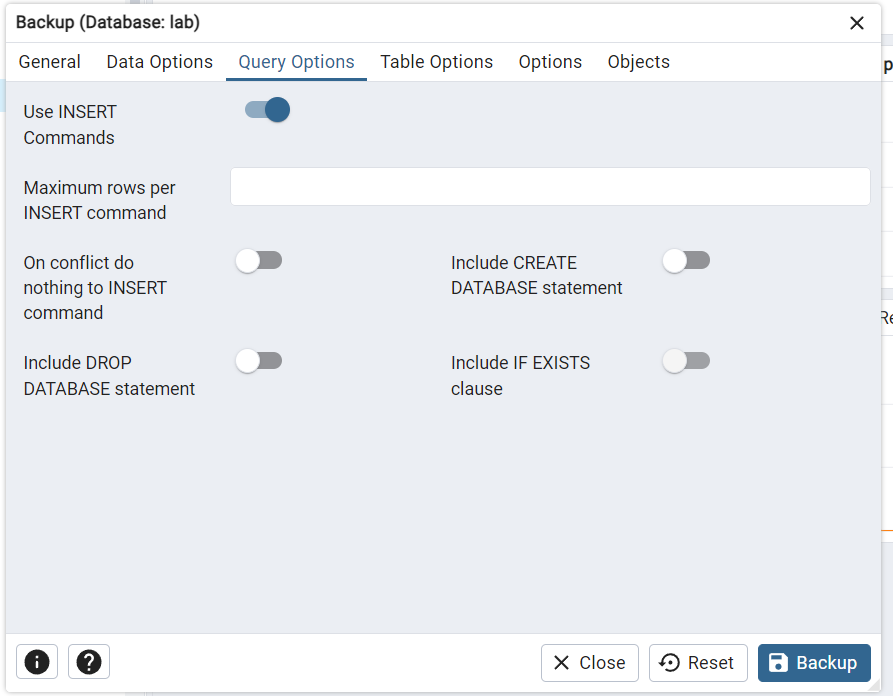 Backup (Database: lab)
General Data Options Query Options Table Options Options Objects
Use INSERT
Commands
Maximum rows per
INSERT command
On conflict do
nothing to INSERT
command
Include CREATE
DATABASE statement
Include DROP
DATABASE statement
Include IF EXISTS
clause
Close Reset Backup